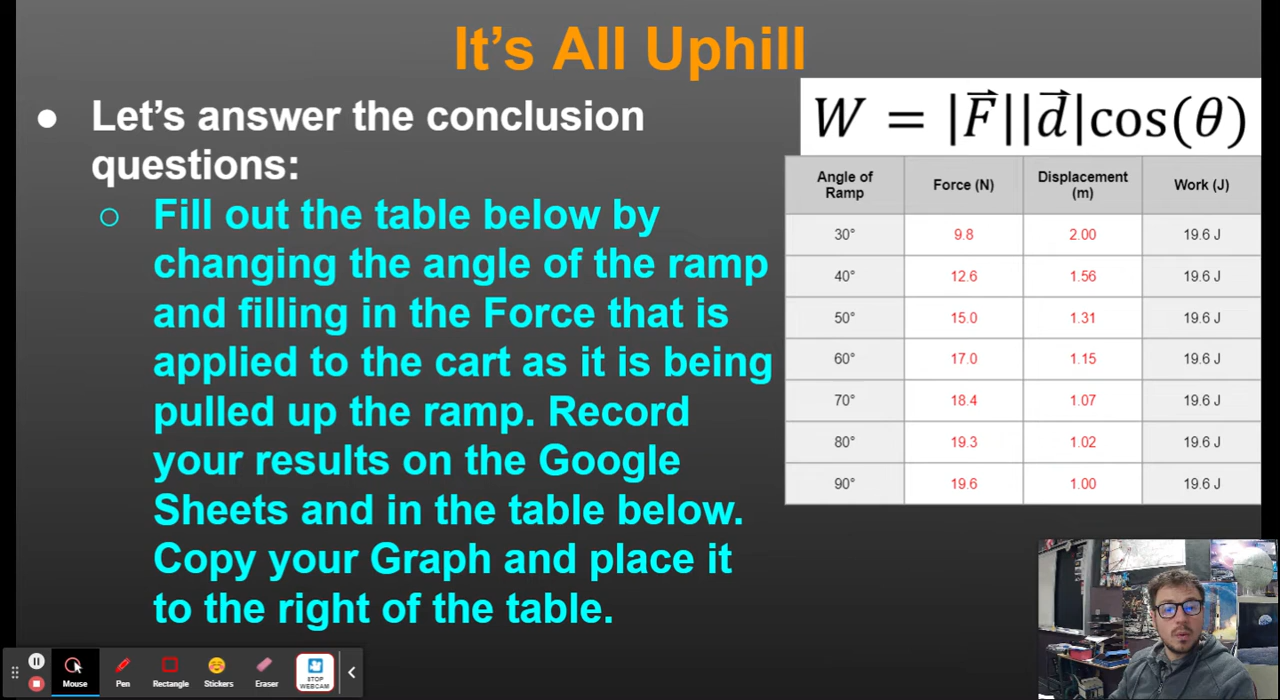 It's All Uphill
● Let's answer the conclusion
questions:
○ Fill out the table below by
changing the angle of the ramp
and filling in the Force that is
applied to the cart as it is being
pulled up the ramp. Record
your results on the Google
Sheets and in the table below.
Copy your Graph and place it
to the right of the table.
W = |F⃗||d⃗|cos(θ)
Angle of Ramp Force (N) Displacement (m) Work (J)
30° 9.8 2.00 19.6 J
40° 12.6 1.56 19.6 J
50° 15.0 1.31 19.6 J
60° 17.0 1.15 19.6 J
70° 18.4 1.07 19.6 J
80° 19.3 1.02 19.6 J
90° 19.6 1.00 19.6 J
Mouse Pen Rectangle Stickers Eraser STOP WEBCAM